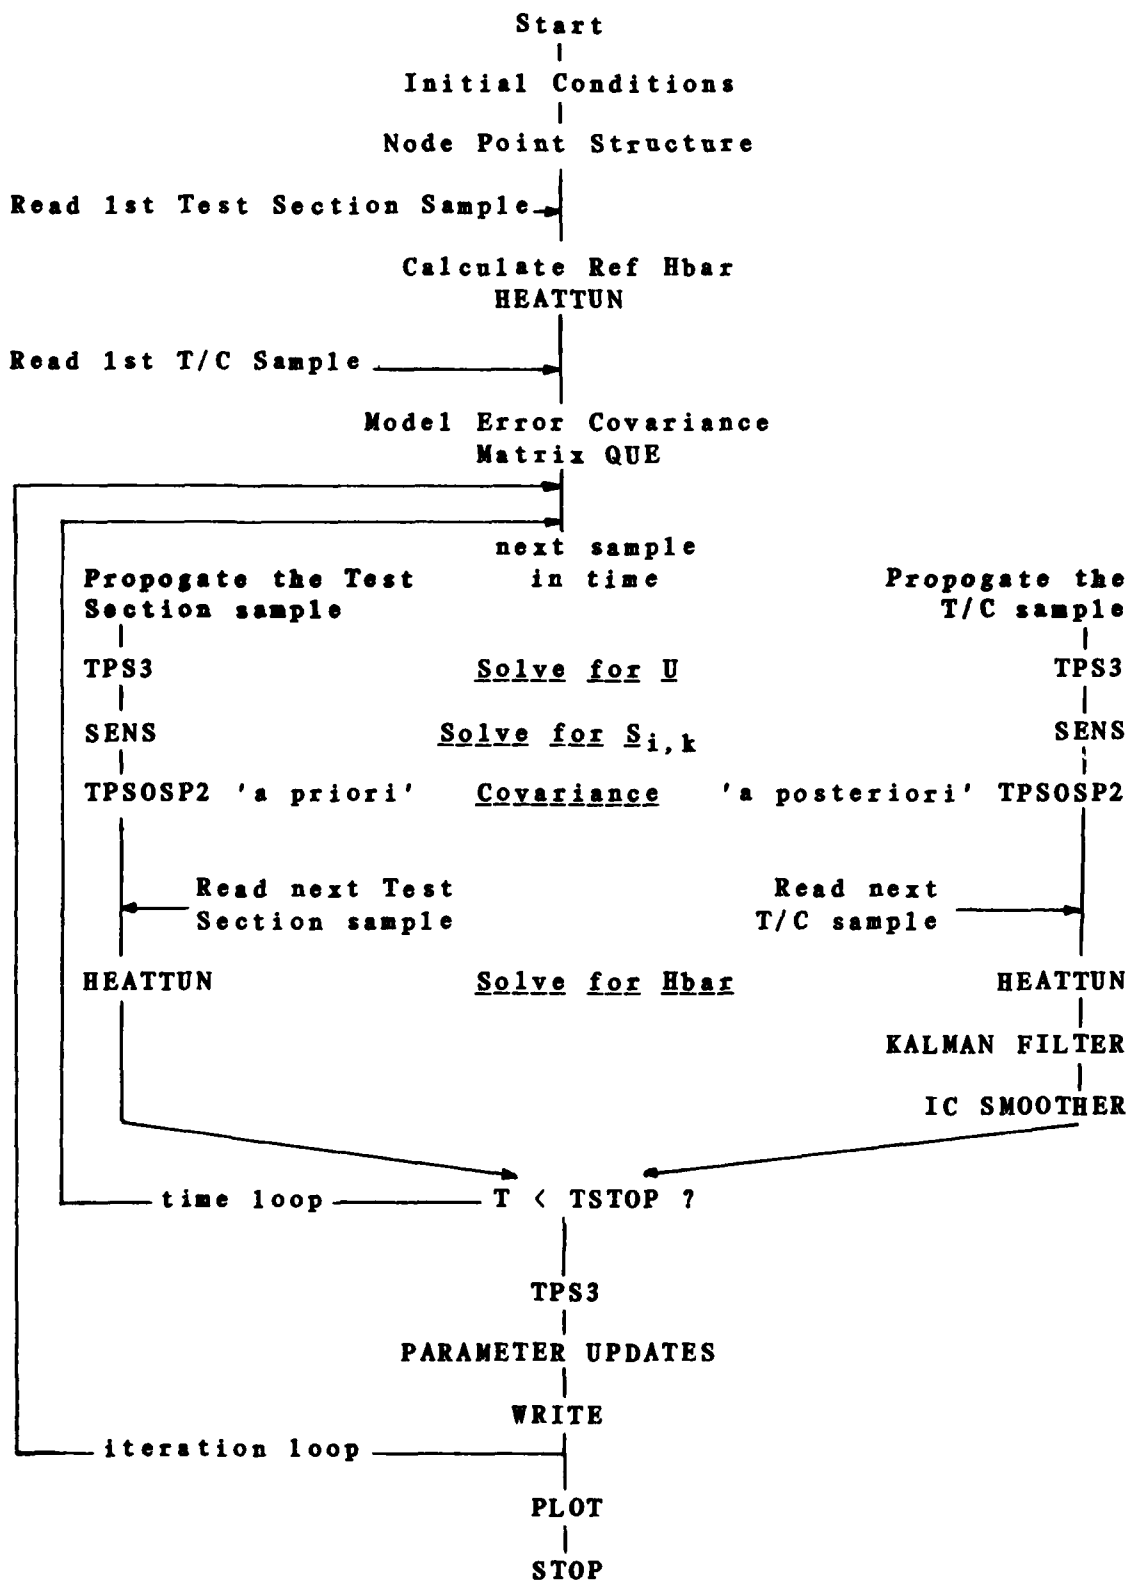 Start
Initial Conditions
Node Point Structure
Read 1st Test Section Sample
Calculate Ref Hbar
HEATTUN
Read 1st T/C Sample
Model Error Covariance
Matrix QUE
next sample
in time
Propogate the Test
Section sample
Propogate the
T/C sample
TPS3
Solve for U
TPS3
SENS
Solve for Si,k
SENS
TPSOSP2 'a priori'
Covariance
'a posteriori' TPSOSP2
Read next Test
Section sample
Read next
T/C sample
HEATTUN
Solve for Hbar
HEATTUN
KALMAN FILTER
IC SMOOTHER
time loop
T < TSTOP ?
TPS3
PARAMETER UPDATES
WRITE
iteration loop
PLOT
STOP